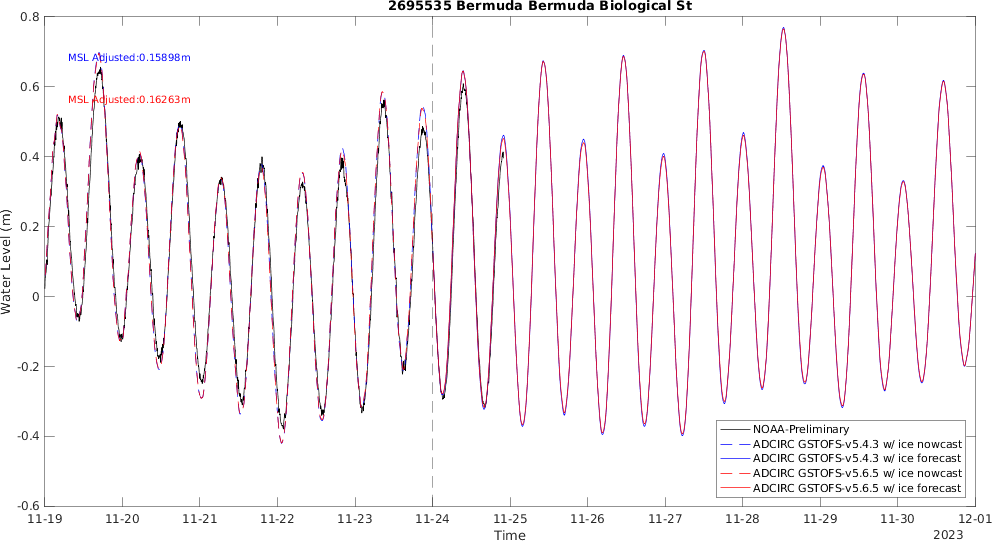 2695535 Bermuda Bermuda Biological St
0.8
MSL Adjusted:0.15898m
0.6
MSL Adjusted:0.16263m
0.4
0.2
0
-0.2
-0.4
-0.6
Water Level (m)
NOAA-Preliminary
ADCIRC GSTOFS-v5.4.3 w/ ice nowcast
ADCIRC GSTOFS-v5.4.3 w/ ice forecast
ADCIRC GSTOFS-v5.6.5 w/ ice nowcast
ADCIRC GSTOFS-v5.6.5 w/ ice forecast
11-19 11-20 11-21 11-22 11-23 11-24 11-25 11-26 11-27 11-28 11-29 11-30 12-01
Time
2023